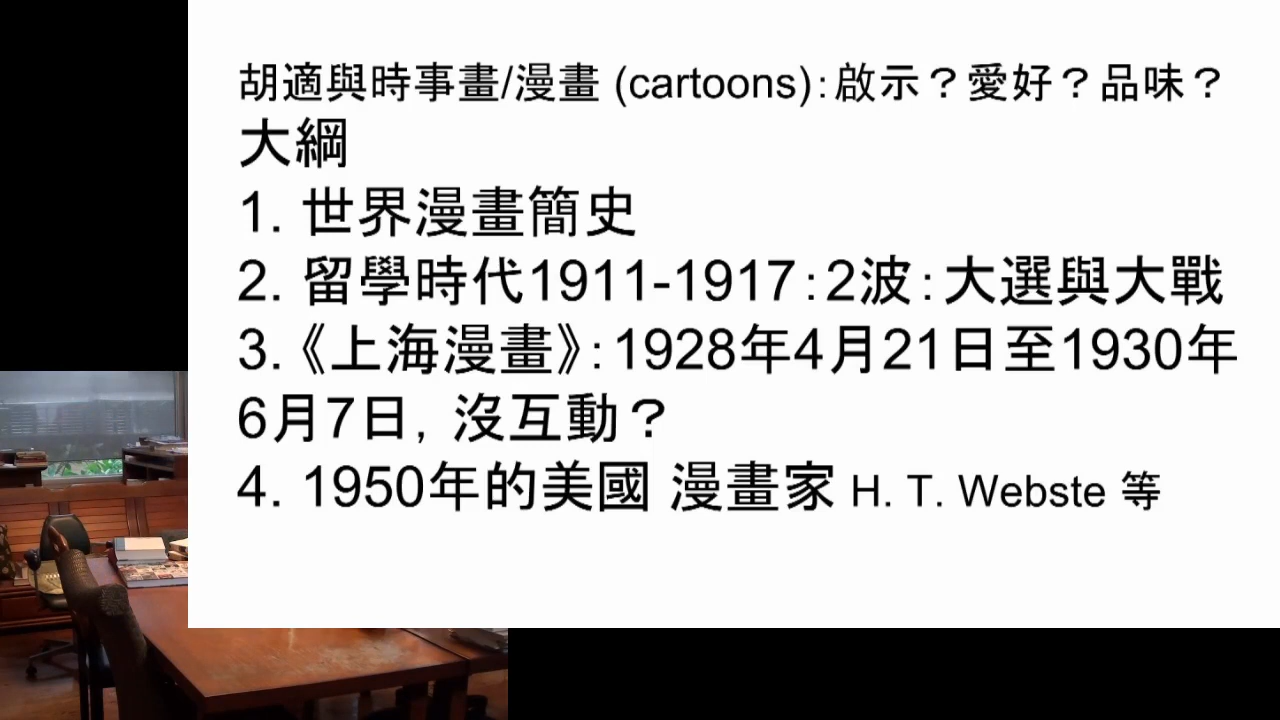 胡適與時事畫/漫畫 (cartoons)：啟示？愛好？品味？
大綱
1. 世界漫畫簡史
2. 留學時代1911-1917：2波：大選與大戰
3.《上海漫畫》：1928年4月21日至1930年
6月7日，沒互動？
4. 1950年的美國 漫畫家 H. T. Webste 等